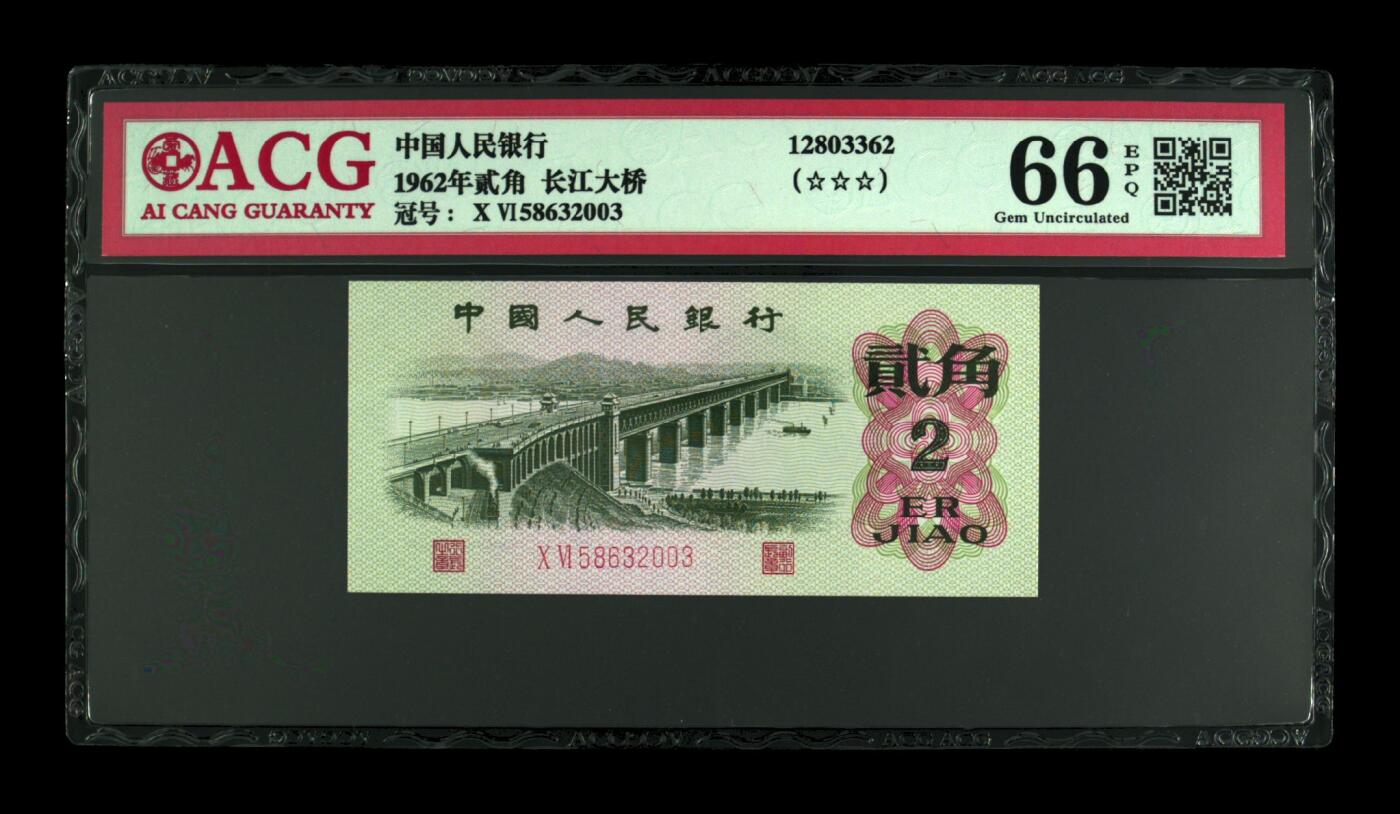 ACG
AI CANG GUARANTY
中国人民银行
1962年贰角 长江大桥
冠号： X Ⅵ58632003
12803362
(☆☆☆)
66
EPQ
Gem Uncirculated
中國人民銀行
貳角
2
ER
JIAO
X Ⅵ 58632003